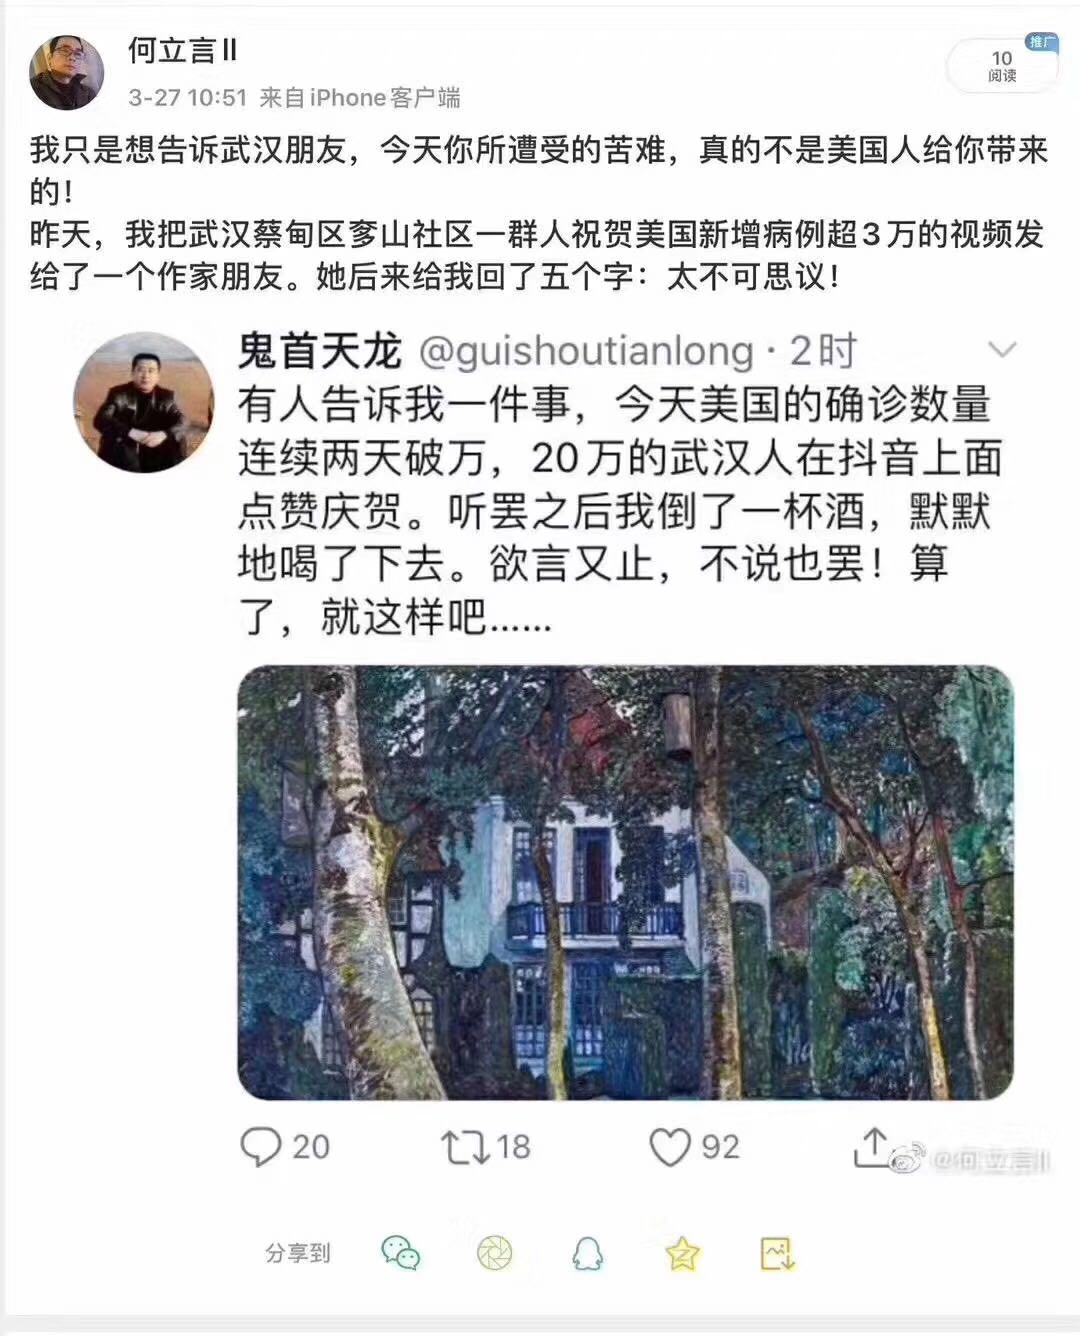 何立言II
推广
10
阅读
3-27 10:51 来自iPhone客户端
我只是想告诉武汉朋友，今天你所遭受的苦难，真的不是美国人给你带来
的！
昨天，我把武汉蔡甸区奓山社区一群人祝贺美国新增病例超3万的视频发
给了一个作家朋友。她后来给我回了五个字：太不可思议！
鬼首天龙 @guishoutianlong · 2时
有人告诉我一件事，今天美国的确诊数量
连续两天破万，20万的武汉人在抖音上面
点赞庆贺。听罢之后我倒了一杯酒，默默
地喝了下去。欲言又止，不说也罢！算
了，就这样吧……
20 18 92
@何立言II
分享到